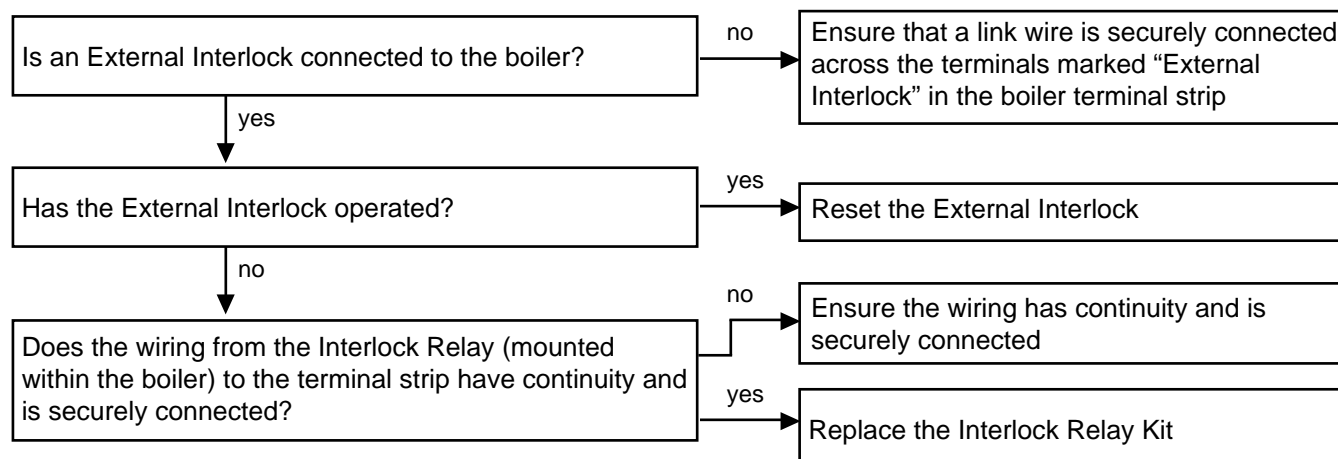 Is an External Interlock connected to the boiler?
no
Ensure that a link wire is securely connected
across the terminals marked “External
Interlock” in the boiler terminal strip
yes
Has the External Interlock operated?
yes
Reset the External Interlock
no
Does the wiring from the Interlock Relay (mounted
within the boiler) to the terminal strip have continuity and
is securely connected?
no
Ensure the wiring has continuity and is
securely connected
yes
Replace the Interlock Relay Kit